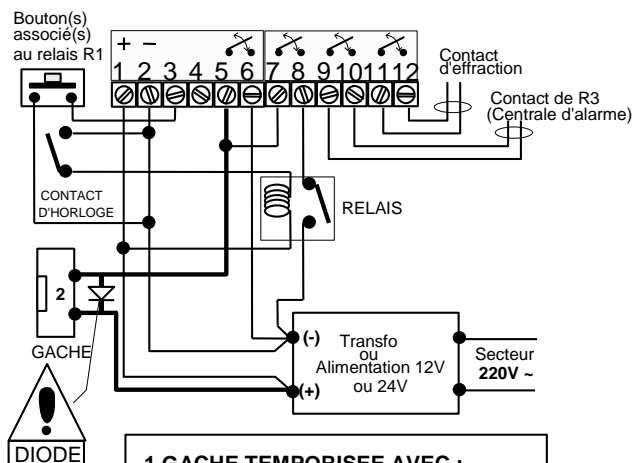 Bouton(s)
associé(s)
au relais R1
+ −
1 2 3 4 5 6 7 8 9 10 11 12
Contact
d'effraction
Contact de R3
(Centrale d'alarme)
CONTACT
D'HORLOGE
RELAIS
2
GACHE
(-)
(+)
Transfo
ou
Alimentation 12V
ou 24V
Secteur
220V ~
!
DIODE
1 GACHE TEMPORISEE AVEC :